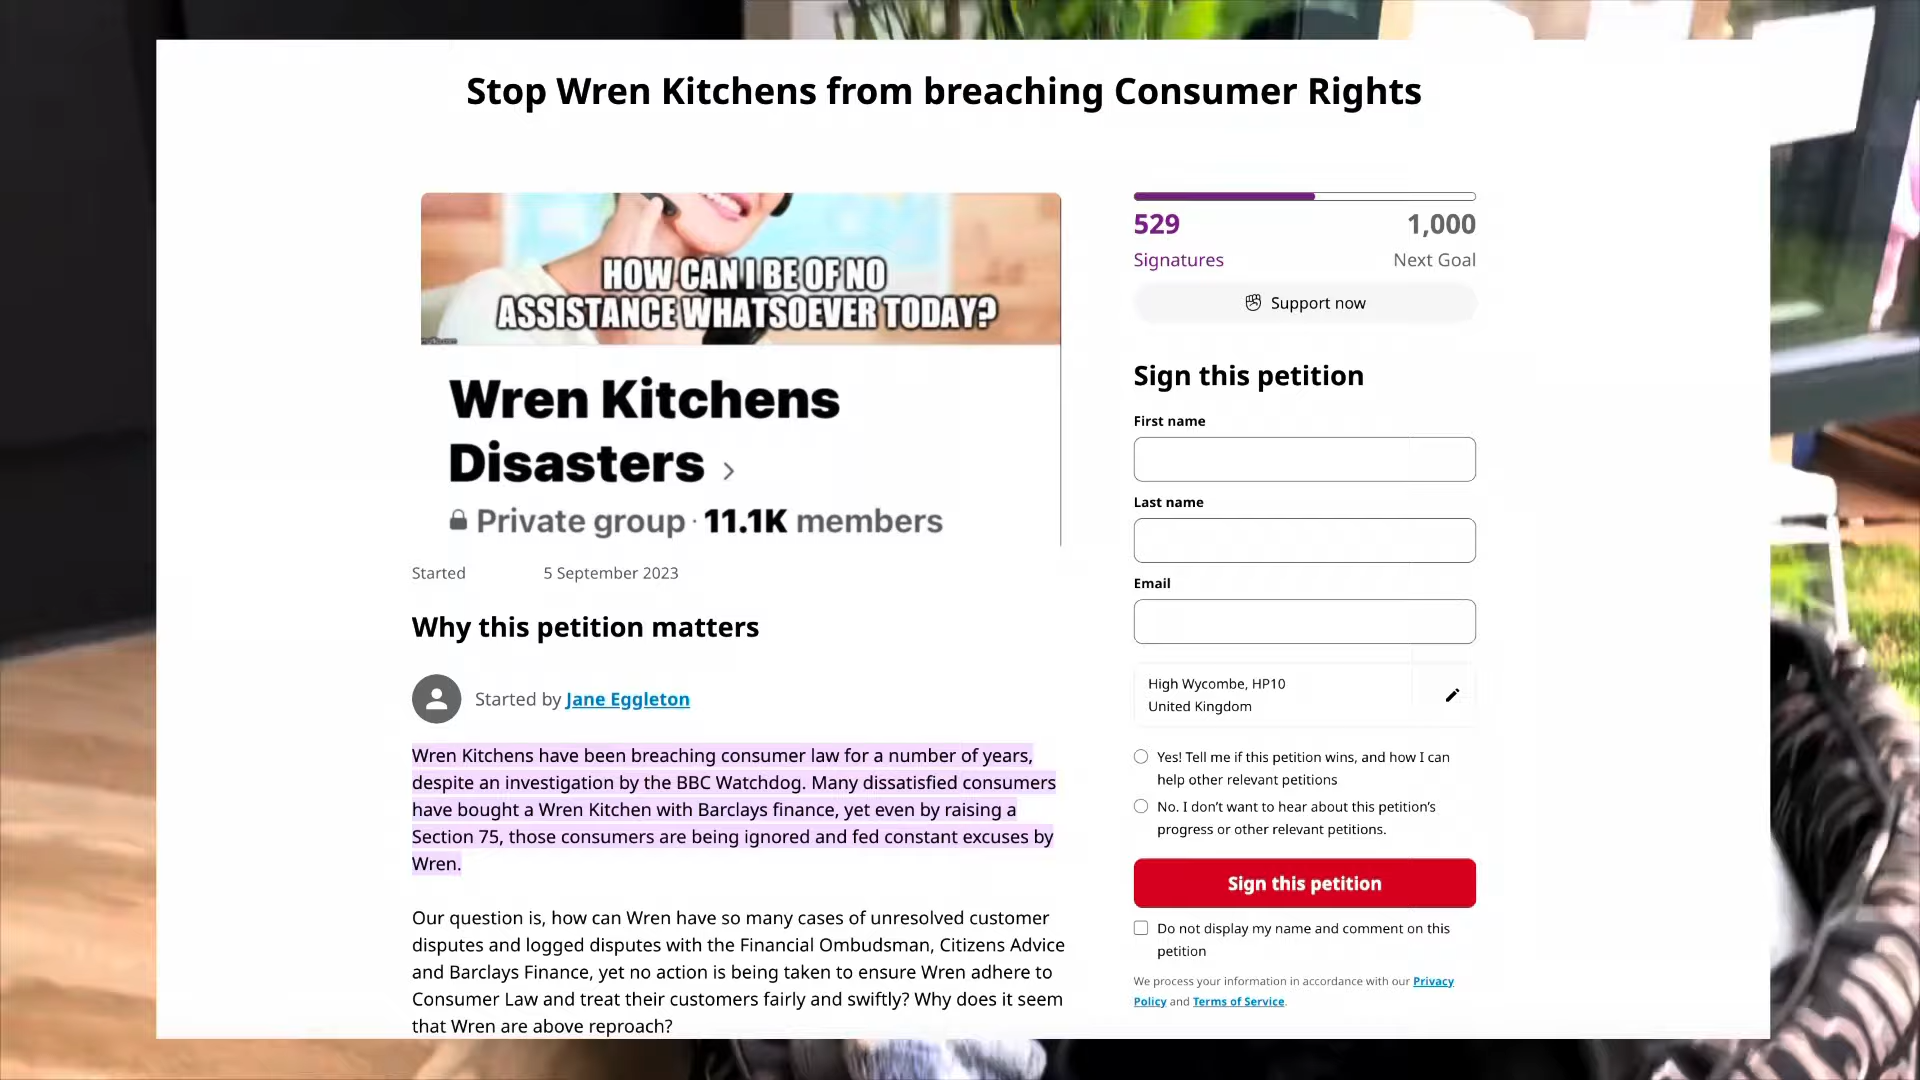 Stop Wren Kitchens from breaching Consumer Rights
HOW CAN I BE OF NO
ASSISTANCE WHATSOEVER TODAY?
Wren Kitchens
Disasters
Private group · 11.1K members
Started 5 September 2023
Why this petition matters
Started by Jane Eggleton
Wren Kitchens have been breaching consumer law for a number of years,
despite an investigation by the BBC Watchdog. Many dissatisfied consumers
have bought a Wren Kitchen with Barclays finance, yet even by raising a
Section 75, those consumers are being ignored and fed constant excuses by
Wren.
Our question is, how can Wren have so many cases of unresolved customer
disputes and logged disputes with the Financial Ombudsman, Citizens Advice
and Barclays Finance, yet no action is being taken to ensure Wren adhere to
Consumer Law and treat their customers fairly and swiftly? Why does it seem
that Wren are above reproach?
529 1,000
Signatures Next Goal
Support now
Sign this petition
First name
Last name
Email
High Wycombe, HP10
United Kingdom
Yes! Tell me if this petition wins, and how I can
help other relevant petitions
No. I don’t want to hear about this petition’s
progress or other relevant petitions.
Sign this petition
Do not display my name and comment on this
petition
We process your information in accordance with our Privacy
Policy and Terms of Service.